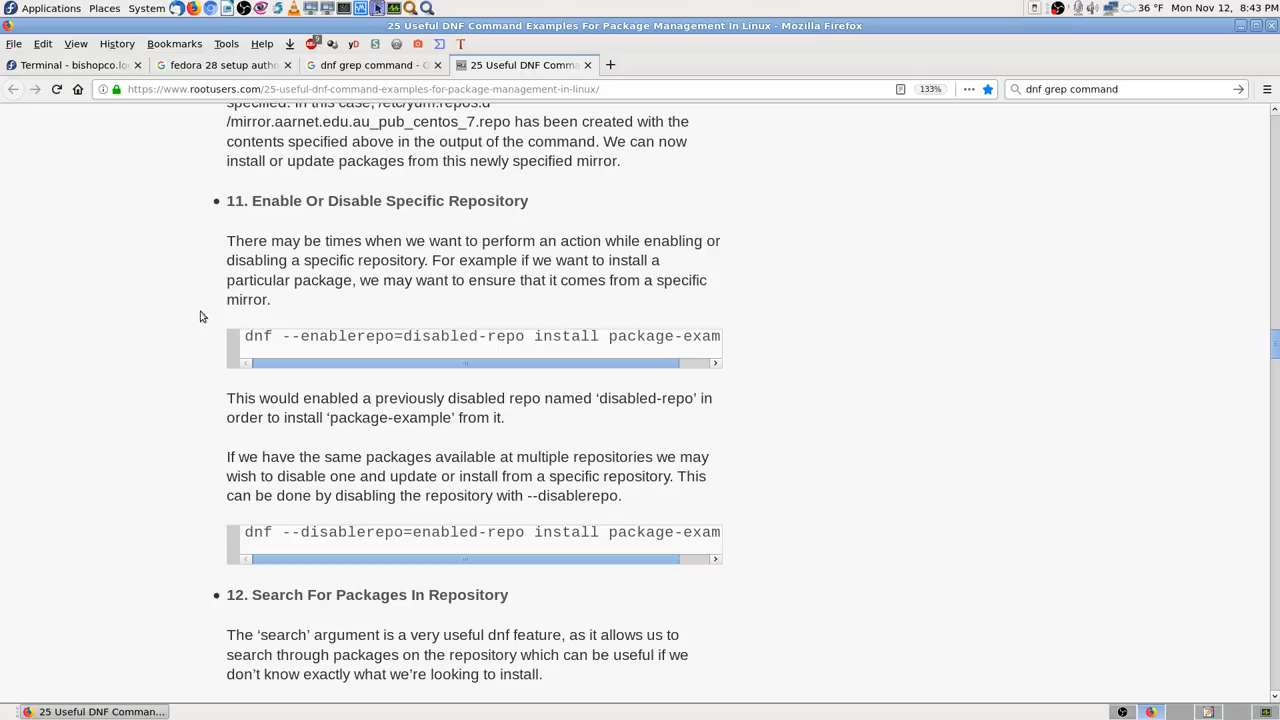 Applications Places System
36 °F Mon Nov 12, 8:43 PM
25 Useful DNF Command Examples For Package Management In Linux - Mozilla Firefox
File Edit View History Bookmarks Tools Help
Terminal - bishopco.lo
fedora 28 setup autho
dnf grep command - G
25 Useful DNF Comma
https://www.rootusers.com/25-useful-dnf-command-examples-for-package-management-in-linux/
133%
dnf grep command
specified. In this case, /etc/yum.repos.d
/mirror.aarnet.edu.au_pub_centos_7.repo has been created with the
contents specified above in the output of the command. We can now
install or update packages from this newly specified mirror.
11. Enable Or Disable Specific Repository
There may be times when we want to perform an action while enabling or
disabling a specific repository. For example if we want to install a
particular package, we may want to ensure that it comes from a specific
mirror.
dnf --enablerepo=disabled-repo install package-exam
This would enabled a previously disabled repo named ‘disabled-repo’ in
order to install ‘package-example’ from it.
If we have the same packages available at multiple repositories we may
wish to disable one and update or install from a specific repository. This
can be done by disabling the repository with --disablerepo.
dnf --disablerepo=enabled-repo install package-exam
12. Search For Packages In Repository
The ‘search’ argument is a very useful dnf feature, as it allows us to
search through packages on the repository which can be useful if we
don’t know exactly what we’re looking to install.
25 Useful DNF Comman...